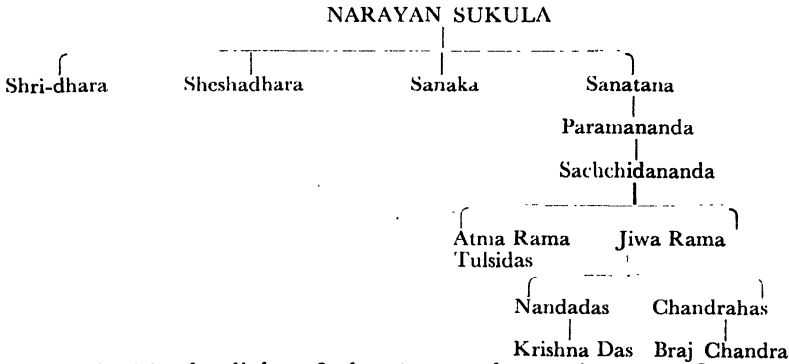 NARAYAN SUKULA
Shri-dhara Sheshadhara Sanaka Sanatana
Paramananda
Sachchidananda
Atma Rama Jiwa Rama
Tulsidas
Nandadas Chandrahas
Krishna Das Braj Chandra